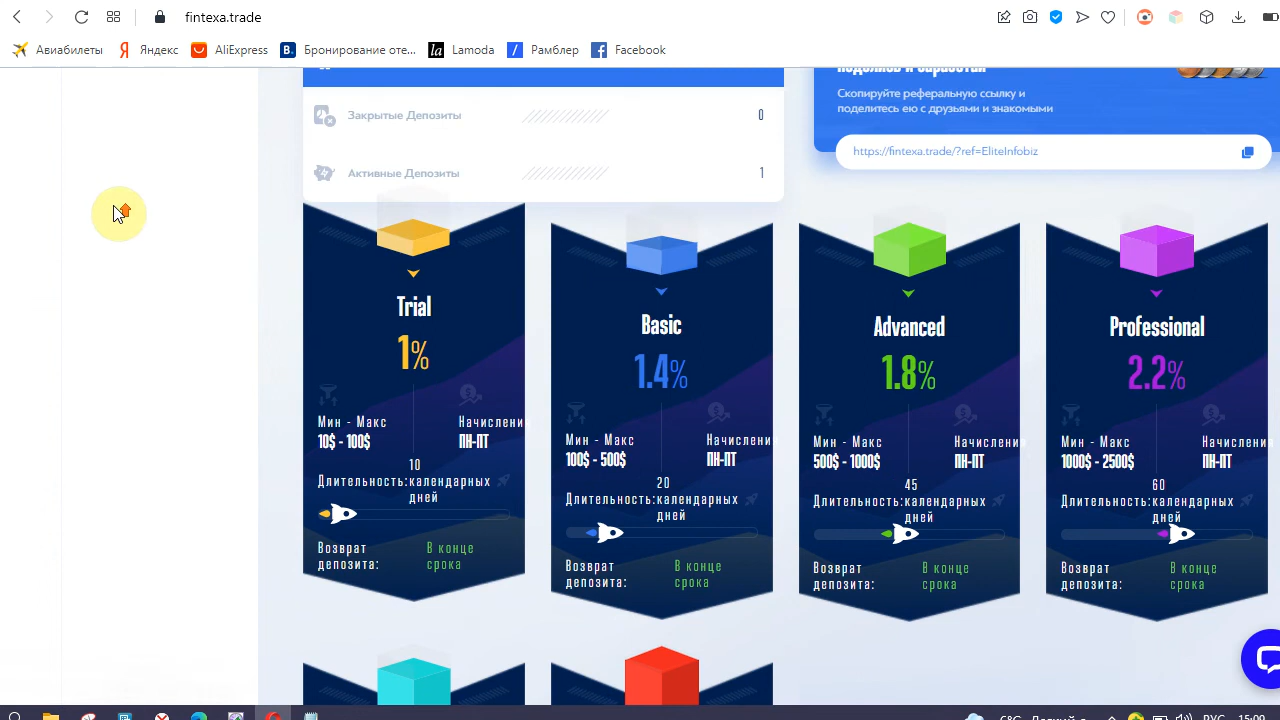 fintexa.trade
Авиабилеты
Яндекс
AliExpress
Бронирование оте...
Lamoda
Рамблер
Facebook
Закрытые Депозиты
0
Активные Депозиты
1
Скопируйте реферальную ссылку и
поделитесь ею с друзьями и знакомыми
https://fintexa.trade/?ref=EliteInfobiz
Trial
1%
Мин - Макс
10$ - 100$
Начисления
ПН-ПТ
Длительность:
10
календарных
дней
Возврат
депозита:
В конце
срока
Basic
1.4%
Мин - Макс
100$ - 500$
Начисления
ПН-ПТ
Длительность:
20
календарных
дней
Возврат
депозита:
В конце
срока
Advanced
1.8%
Мин - Макс
500$ - 1000$
Начисления
ПН-ПТ
Длительность:
45
календарных
дней
Возврат
депозита:
В конце
срока
Professional
2.2%
Мин - Макс
1000$ - 2500$
Начисления
ПН-ПТ
Длительность:
60
календарных
дней
Возврат
депозита:
В конце
срока
РУС
15:09